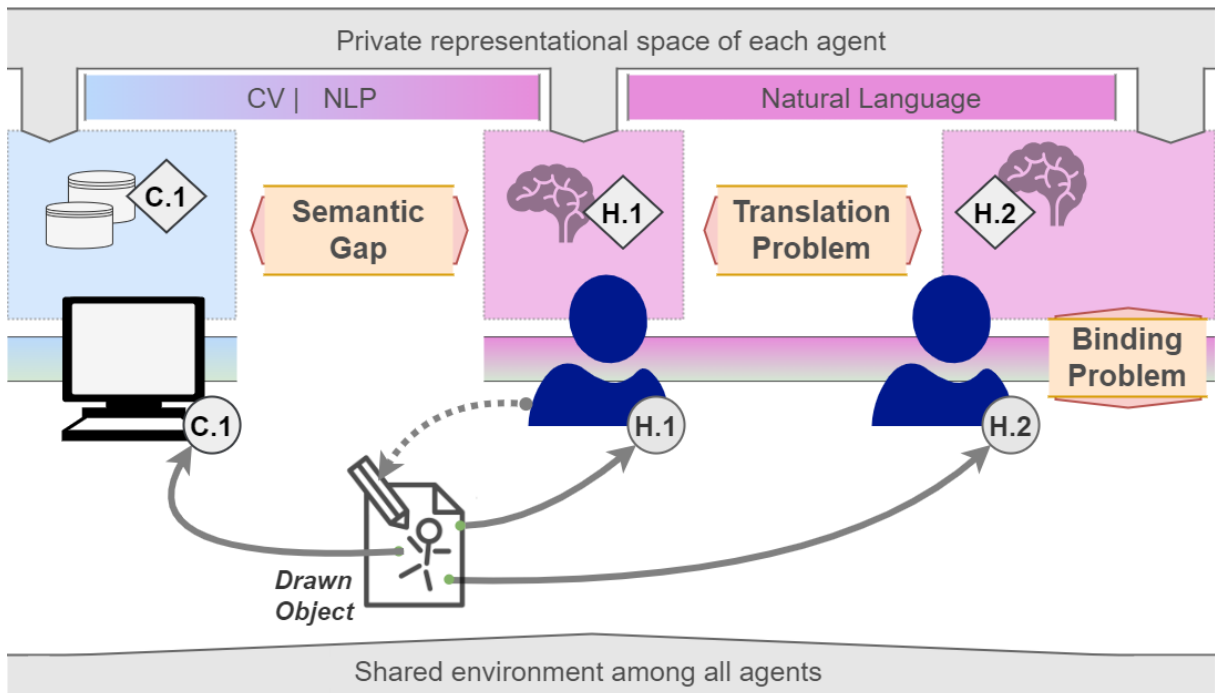 Private representational space of each agent
CV | NLP
Natural Language
C.1
Semantic
Gap
H.1
Translation
Problem
H.2
Binding
Problem
C.1
H.1
H.2
Drawn
Object
Shared environment among all agents